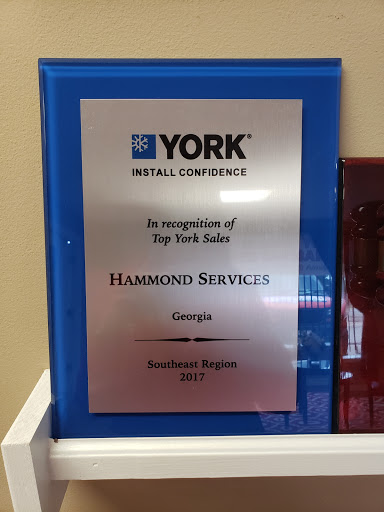 YORK®
INSTALL CONFIDENCE
In recognition of
Top York Sales
HAMMOND SERVICES
Georgia
Southeast Region
2017